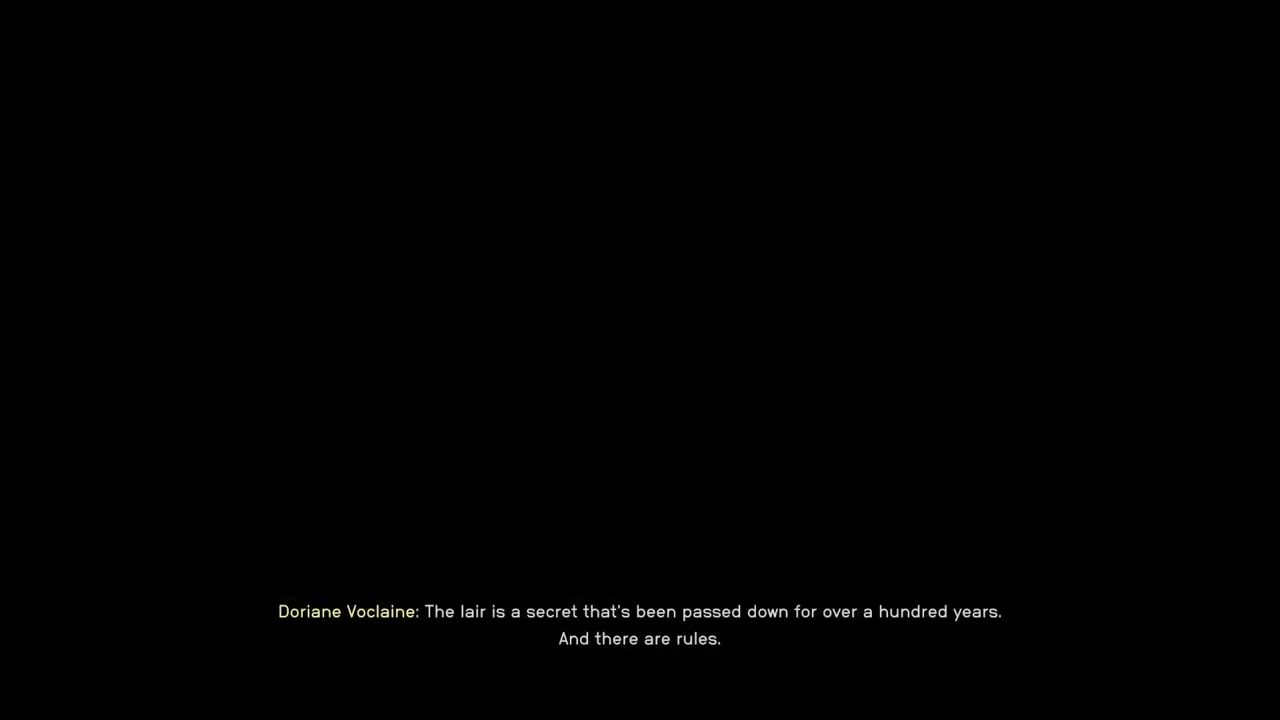 Doriane Voclaine: The lair is a secret that's been passed down for over a hundred years.
And there are rules.